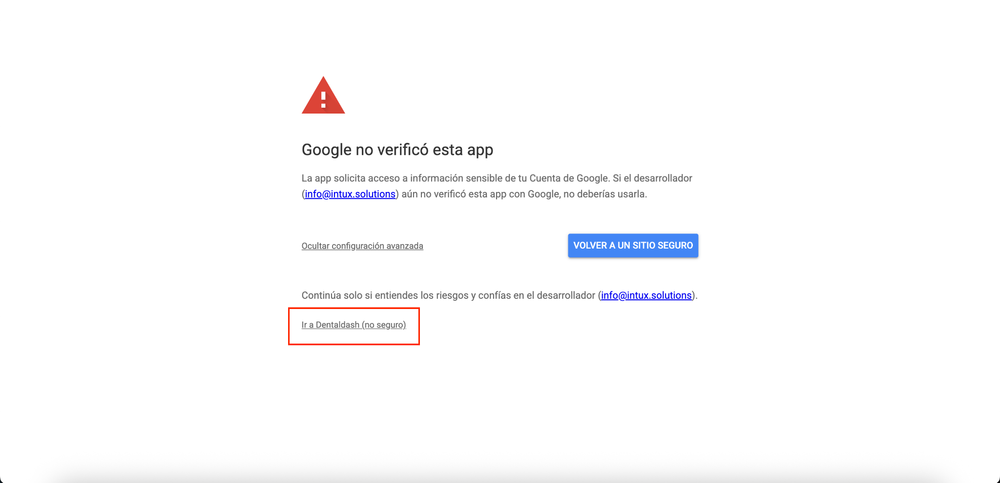 Google no verificó esta app
La app solicita acceso a información sensible de tu Cuenta de Google. Si el desarrollador
(info@intux.solutions) aún no verificó esta app con Google, no deberías usarla.
Ocultar configuración avanzada
VOLVER A UN SITIO SEGURO
Continúa solo si entiendes los riesgos y confías en el desarrollador (info@intux.solutions).
Ir a Dentaldash (no seguro)